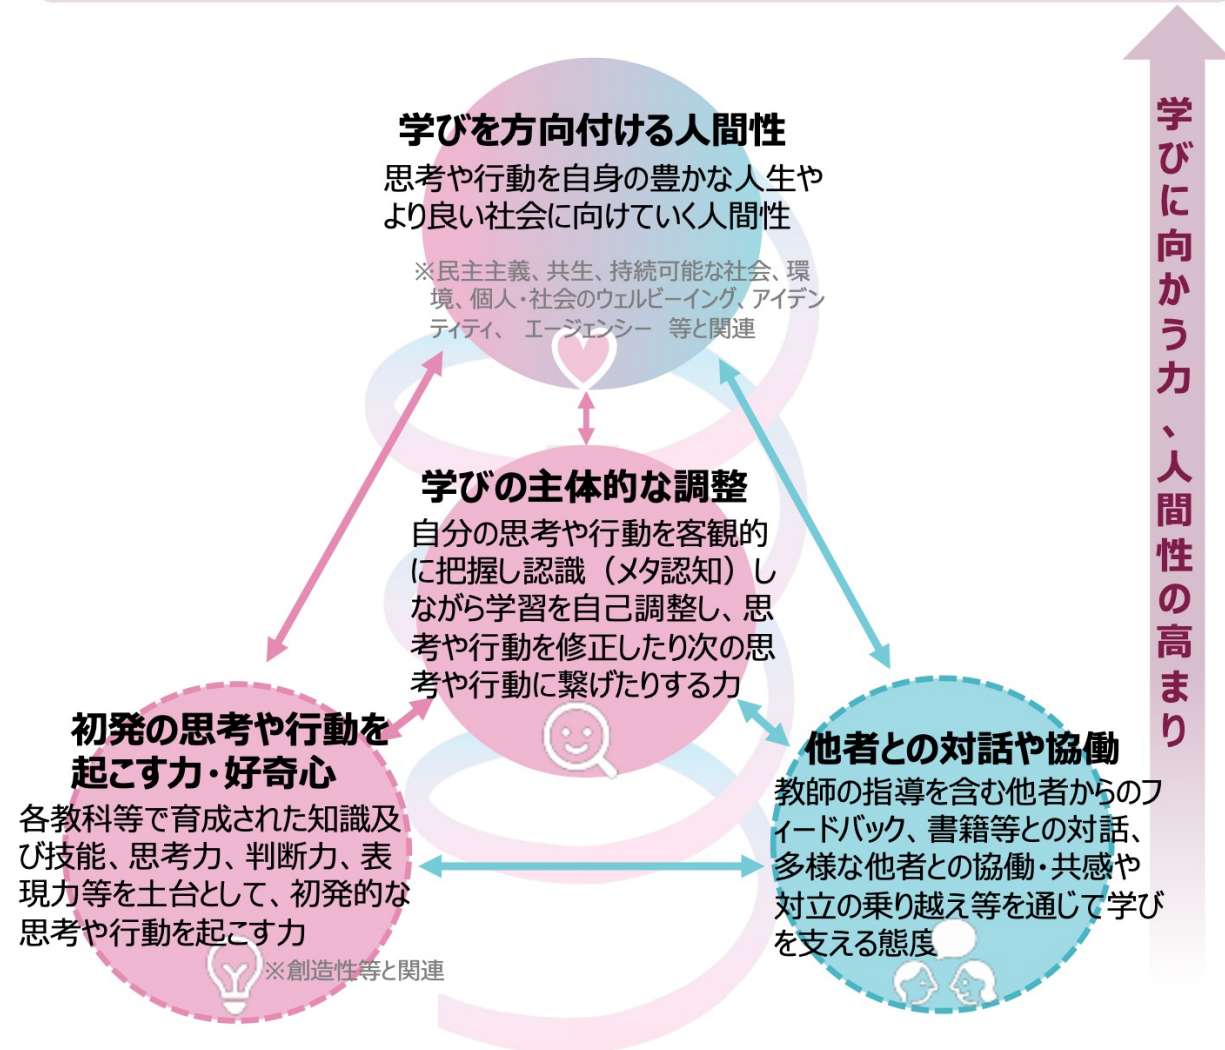 学びを方向付ける人間性
思考や行動を自身の豊かな人生や
より良い社会に向けていく人間性
※民主主義、共生、持続可能な社会、環
境、個人・社会のウェルビーイング、アイデン
ティティ、 エージェンシー 等と関連
学びの主体的な調整
自分の思考や行動を客観的
に把握し認識（メタ認知）し
ながら学習を自己調整し、思
考や行動を修正したり次の思
考や行動に繋げたりする力
初発の思考や行動を
起こす力・好奇心
各教科等で育成された知識及
び技能、思考力、判断力、表
現力等を土台として、初発的な
思考や行動を起こす力
※創造性等と関連
他者との対話や協働
教師の指導を含む他者からのフ
ィードバック、書籍等との対話、
多様な他者との協働・共感や
対立の乗り越え等を通じて学び
を支える態度
学びに向かう力、人間性の高まり